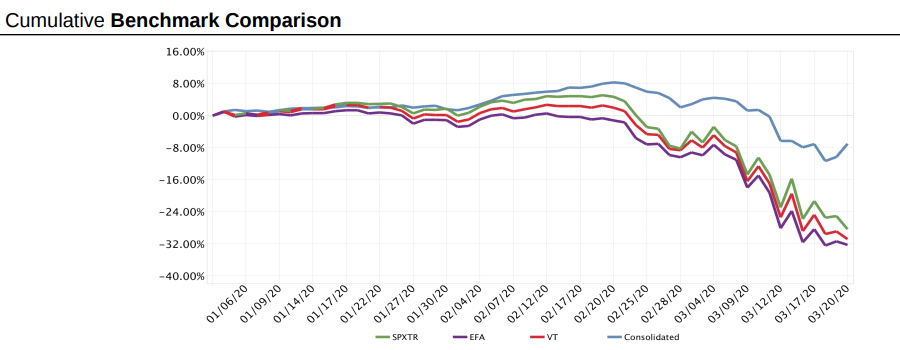 Cumulative Benchmark Comparison
16.00%
8.00%
0.00%
−8.00%
−16.00%
−24.00%
−32.00%
−40.00%
01/06/20 01/09/20 01/14/20 01/17/20 01/22/20 01/27/20 01/30/20 02/04/20 02/07/20 02/12/20 02/17/20 02/20/20 02/25/20 02/28/20 03/04/20 03/09/20 03/12/20 03/17/20 03/20/20
SPXTR EFA VT Consolidated